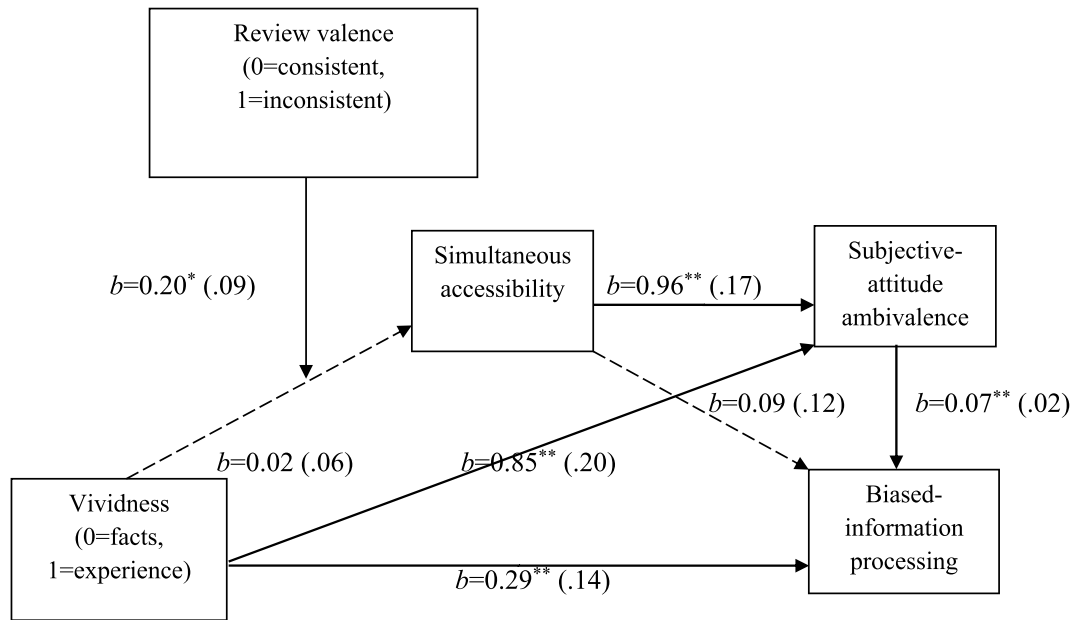 Review valence
(0=consistent,
1=inconsistent)
b=0.20* (.09)
Simultaneous
accessibility
b=0.96** (.17)
Subjective-
attitude
ambivalence
b=0.09 (.12)
b=0.07** (.02)
b=0.02 (.06)
b=0.85** (.20)
Vividness
(0=facts,
1=experience)
b=0.29** (.14)
Biased-
information
processing